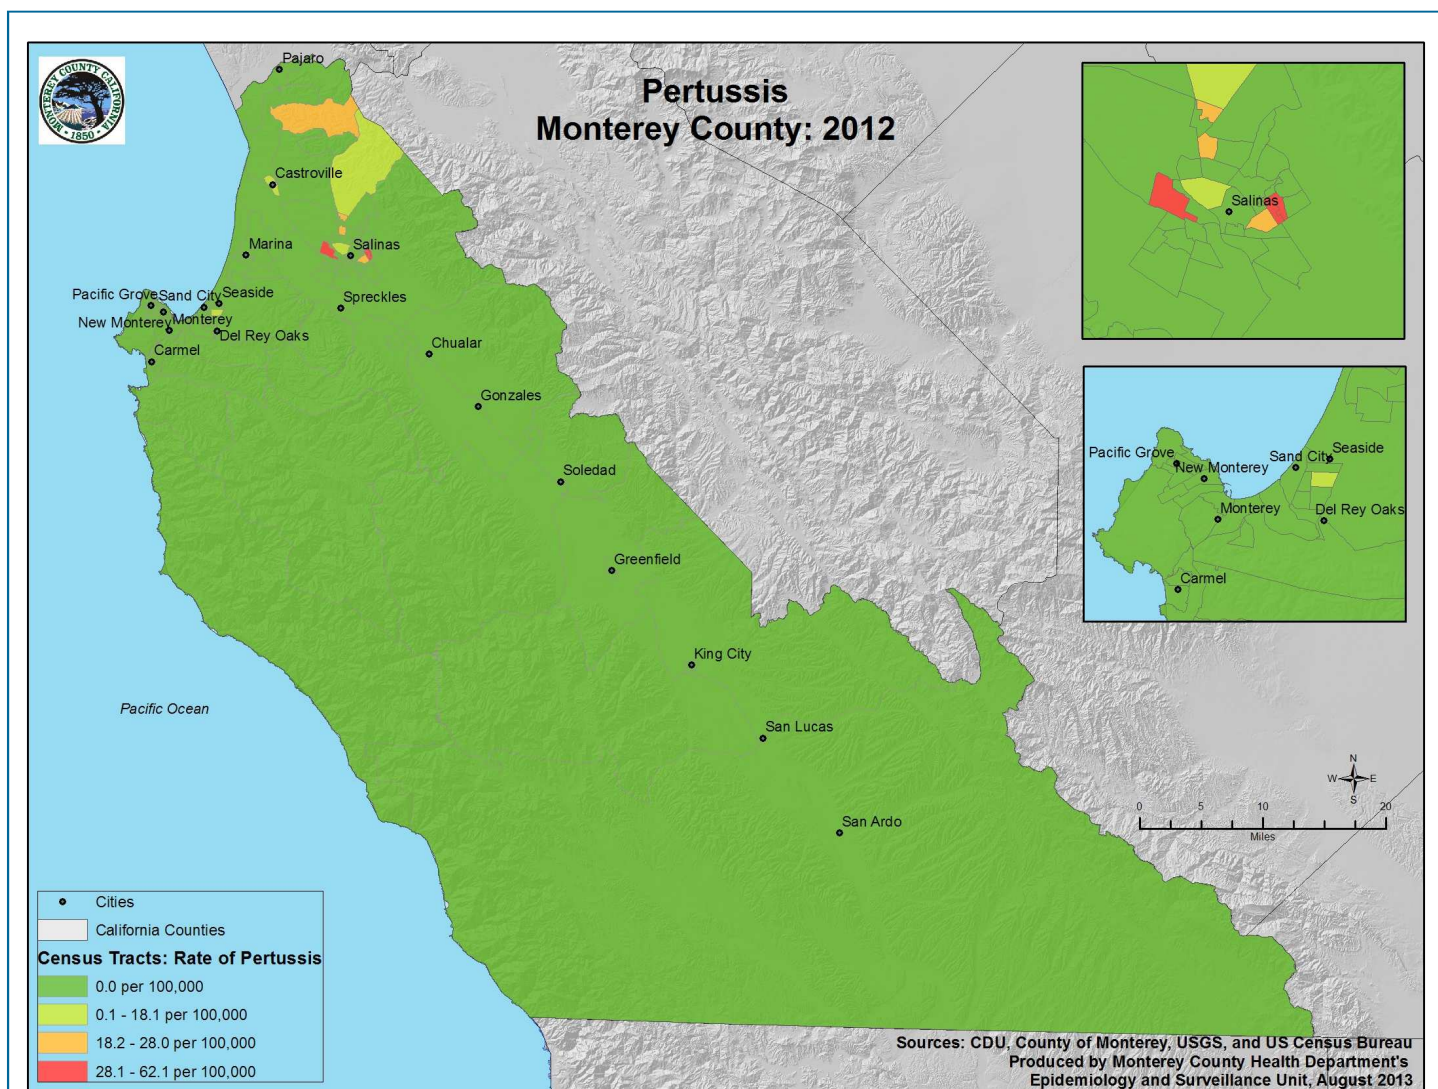 Pertussis
Monterey County: 2012
MONTEREY COUNTY CALIFORNIA
• 1850 •
Pajaro
Castroville
Marina
Salinas
Pacific Grove
Sand City
Seaside
Spreckles
New Monterey
Monterey
Del Rey Oaks
Carmel
Chualar
Gonzales
Soledad
Greenfield
King City
San Lucas
San Ardo
Pacific Ocean
Salinas
Pacific Grove
New Monterey
Sand City
Seaside
Monterey
Del Rey Oaks
Carmel
N
W
E
S
0 5 10 20
Miles
Cities
California Counties
Census Tracts: Rate of Pertussis
0.0 per 100,000
0.1 - 18.1 per 100,000
18.2 - 28.0 per 100,000
28.1 - 62.1 per 100,000
Sources: CDU, County of Monterey, USGS, and US Census Bureau
Produced by Monterey County Health Department's
Epidemiology and Surveillance Unit, August 2013